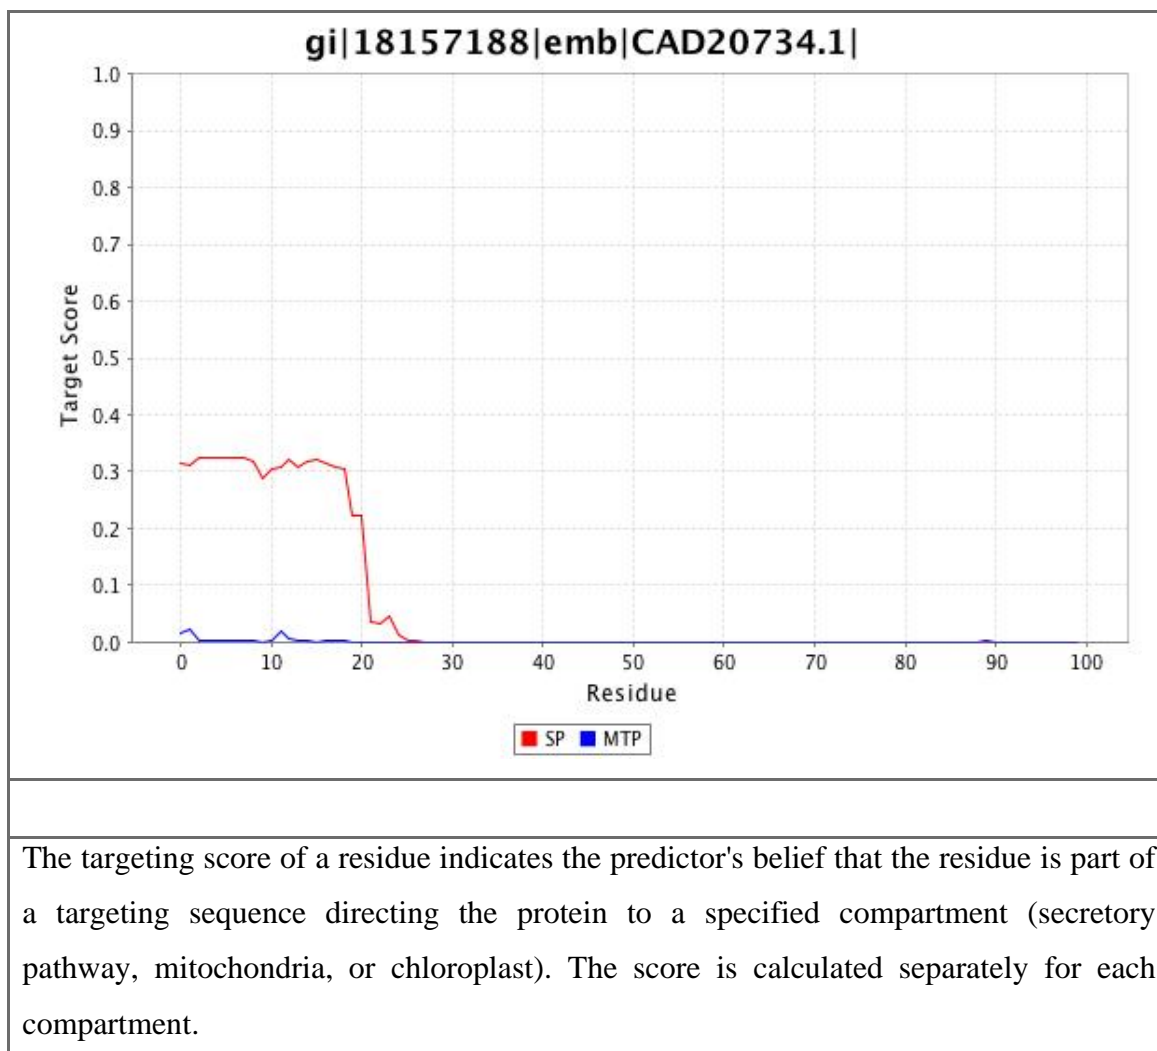 gi|18157188|emb|CAD20734.1|
1.0
0.9
0.8
0.7
0.6
0.5
0.4
0.3
0.2
0.1
0.0
Target Score
0 10 20 30 40 50 60 70 80 90 100
Residue
SP MTP
The targeting score of a residue indicates the predictor's belief that the residue is part of
a targeting sequence directing the protein to a specified compartment (secretory
pathway, mitochondria, or chloroplast). The score is calculated separately for each
compartment.